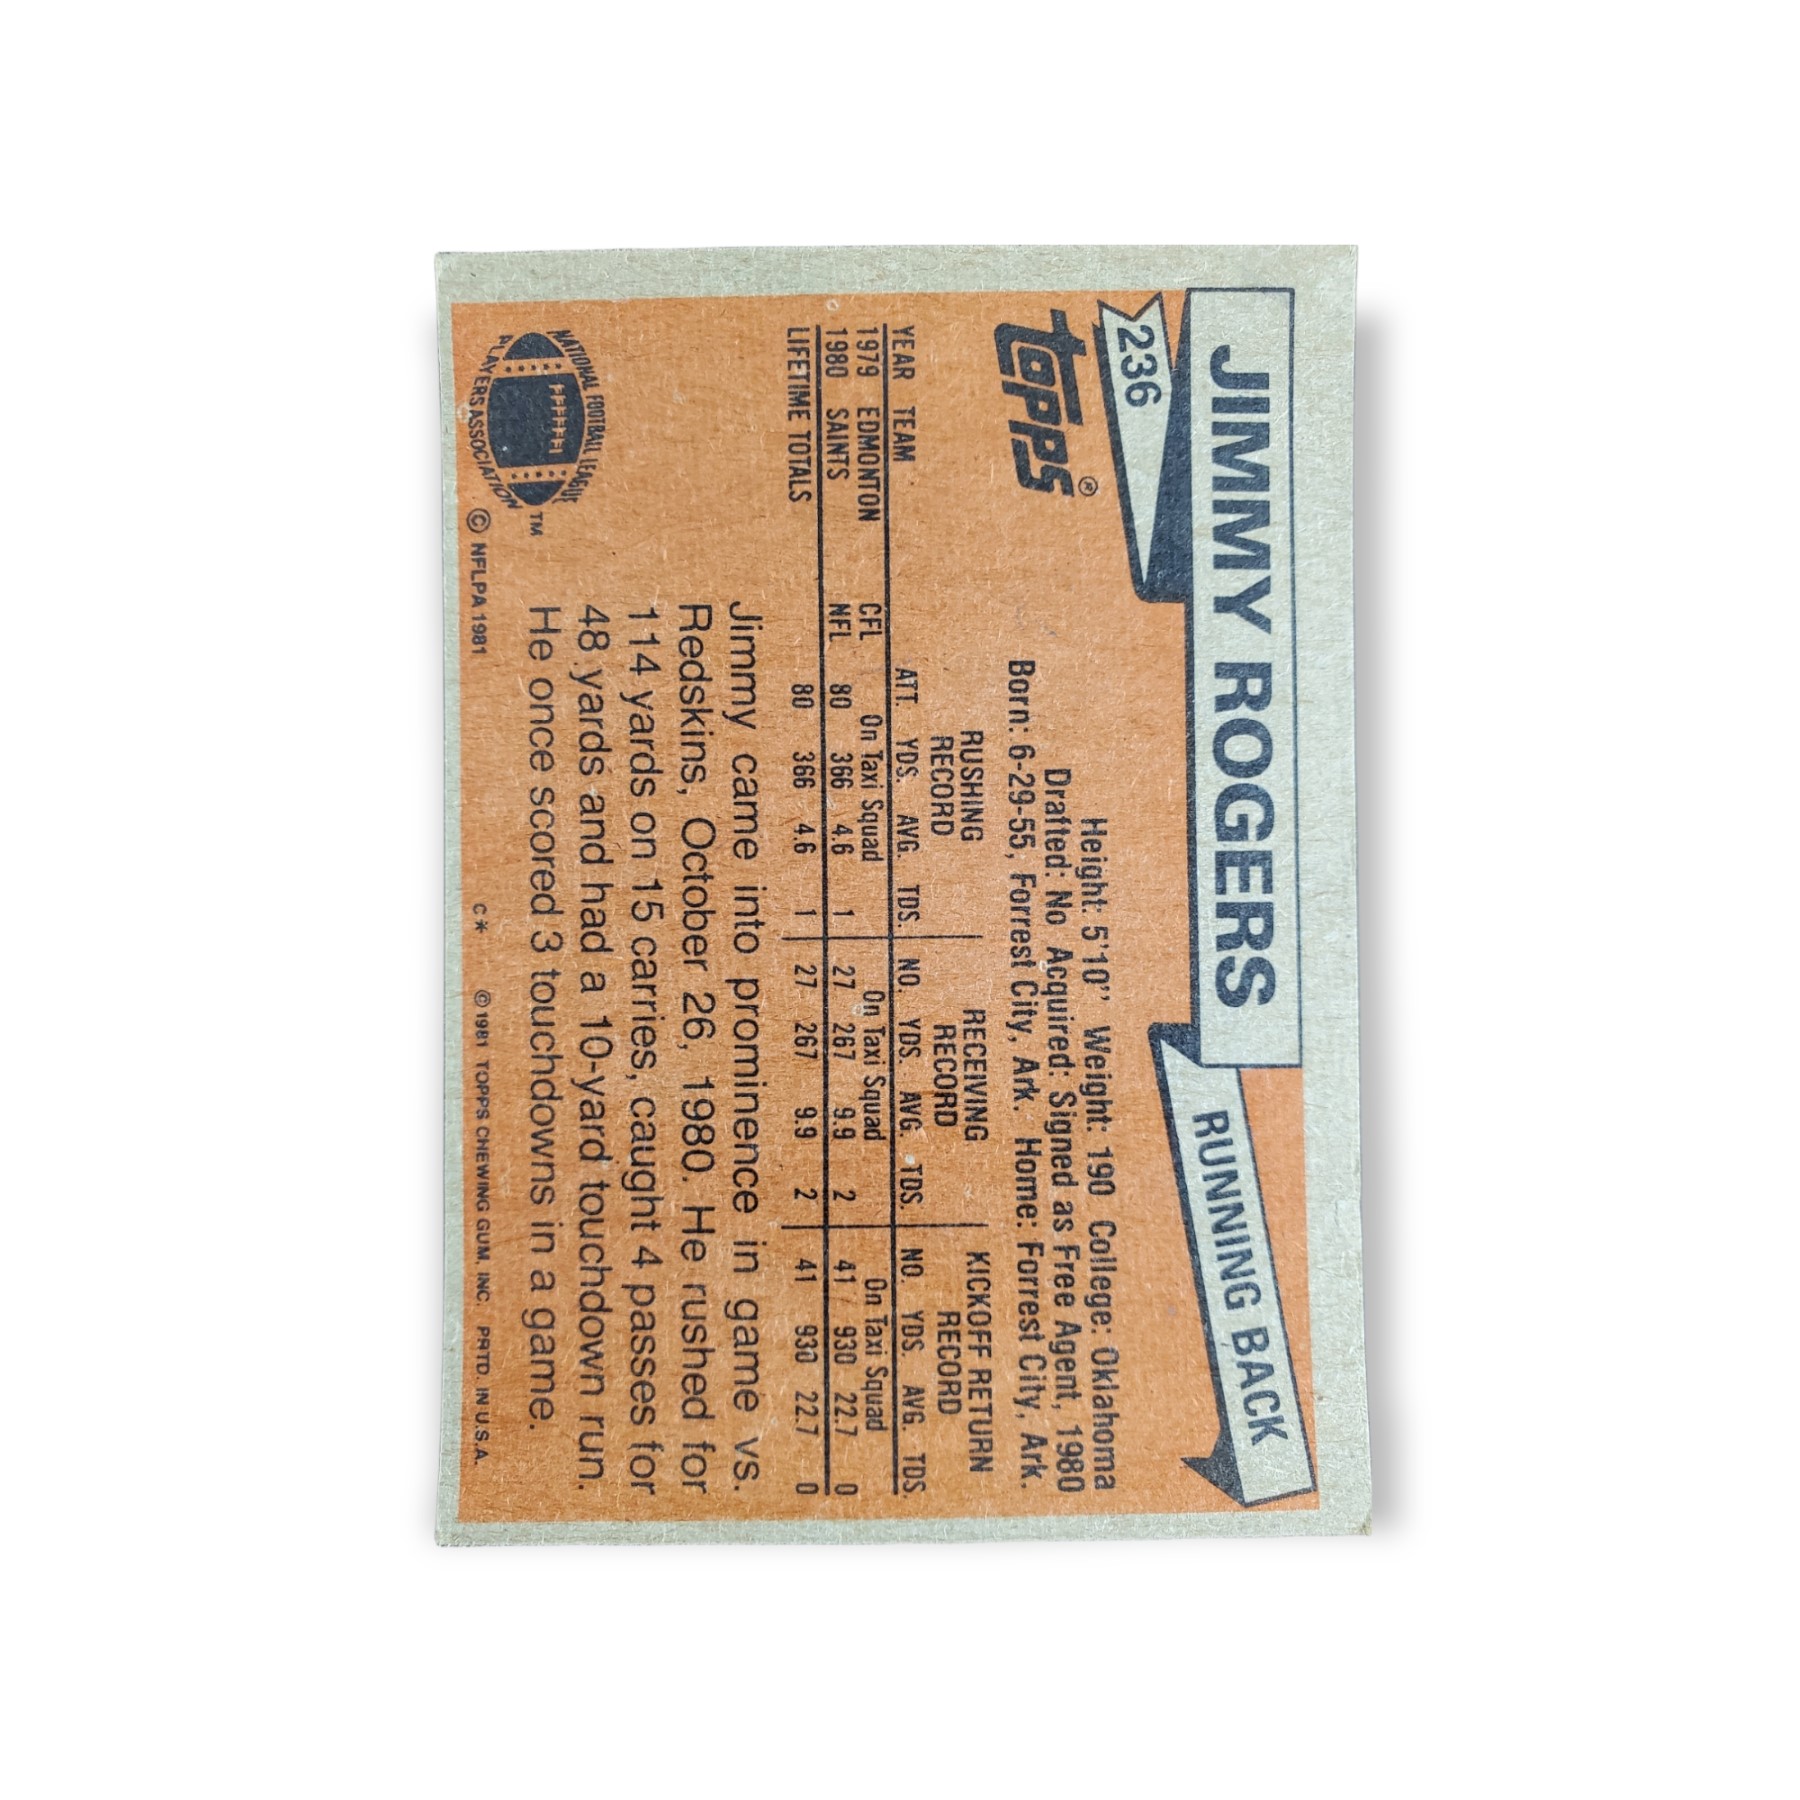 JIMMY ROGERS
RUNNING BACK
236
TOPPS®
Height: 5'10" Weight: 190 College: Oklahoma
Drafted: No Acquired: Signed as Free Agent, 1980
Born: 6-29-55, Forrest City, Ark. Home: Forrest City, Ark.
RUSHING RECORD RECEIVING RECORD KICKOFF RETURN RECORD
YEAR TEAM ATT. YDS. AVG. TDS. NO. YDS. AVG. TDS. NO. YDS. AVG. TDS.
1979 EDMONTON CFL On Taxi Squad On Taxi Squad On Taxi Squad
1980 SAINTS NFL 80 366 4.6 1 27 267 9.9 2 41 930 22.7 0
LIFETIME TOTALS 80 366 4.6 1 27 267 9.9 2 41 930 22.7 0
Jimmy came into prominence in game vs.
Redskins, October 26, 1980. He rushed for
114 yards on 15 carries, caught 4 passes for
48 yards and had a 10-yard touchdown run.
He once scored 3 touchdowns in a game.
NATIONAL FOOTBALL LEAGUE
PLAYERS ASSOCIATION
TM
© NFLPA 1981
C* © 1981 TOPPS CHEWING GUM, INC. PRTD. IN U.S.A.